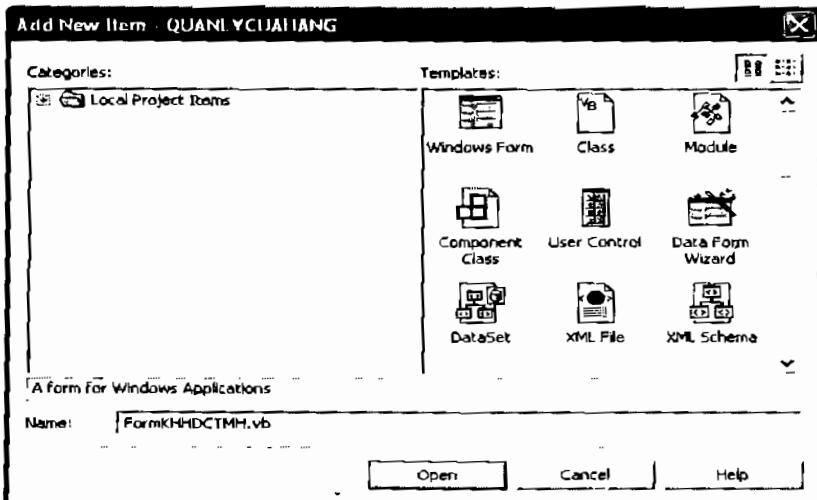 Add New Item - QUANLYCUAHANG
Categories:
Templates:
Local Project Items
Windows Form
Class
Module
Component Class
User Control
Data Form Wizard
DataSet
XML File
XML Schema
A form for Windows Applications
Name:
FormKHHDCTMH.vb
Open
Cancel
Help